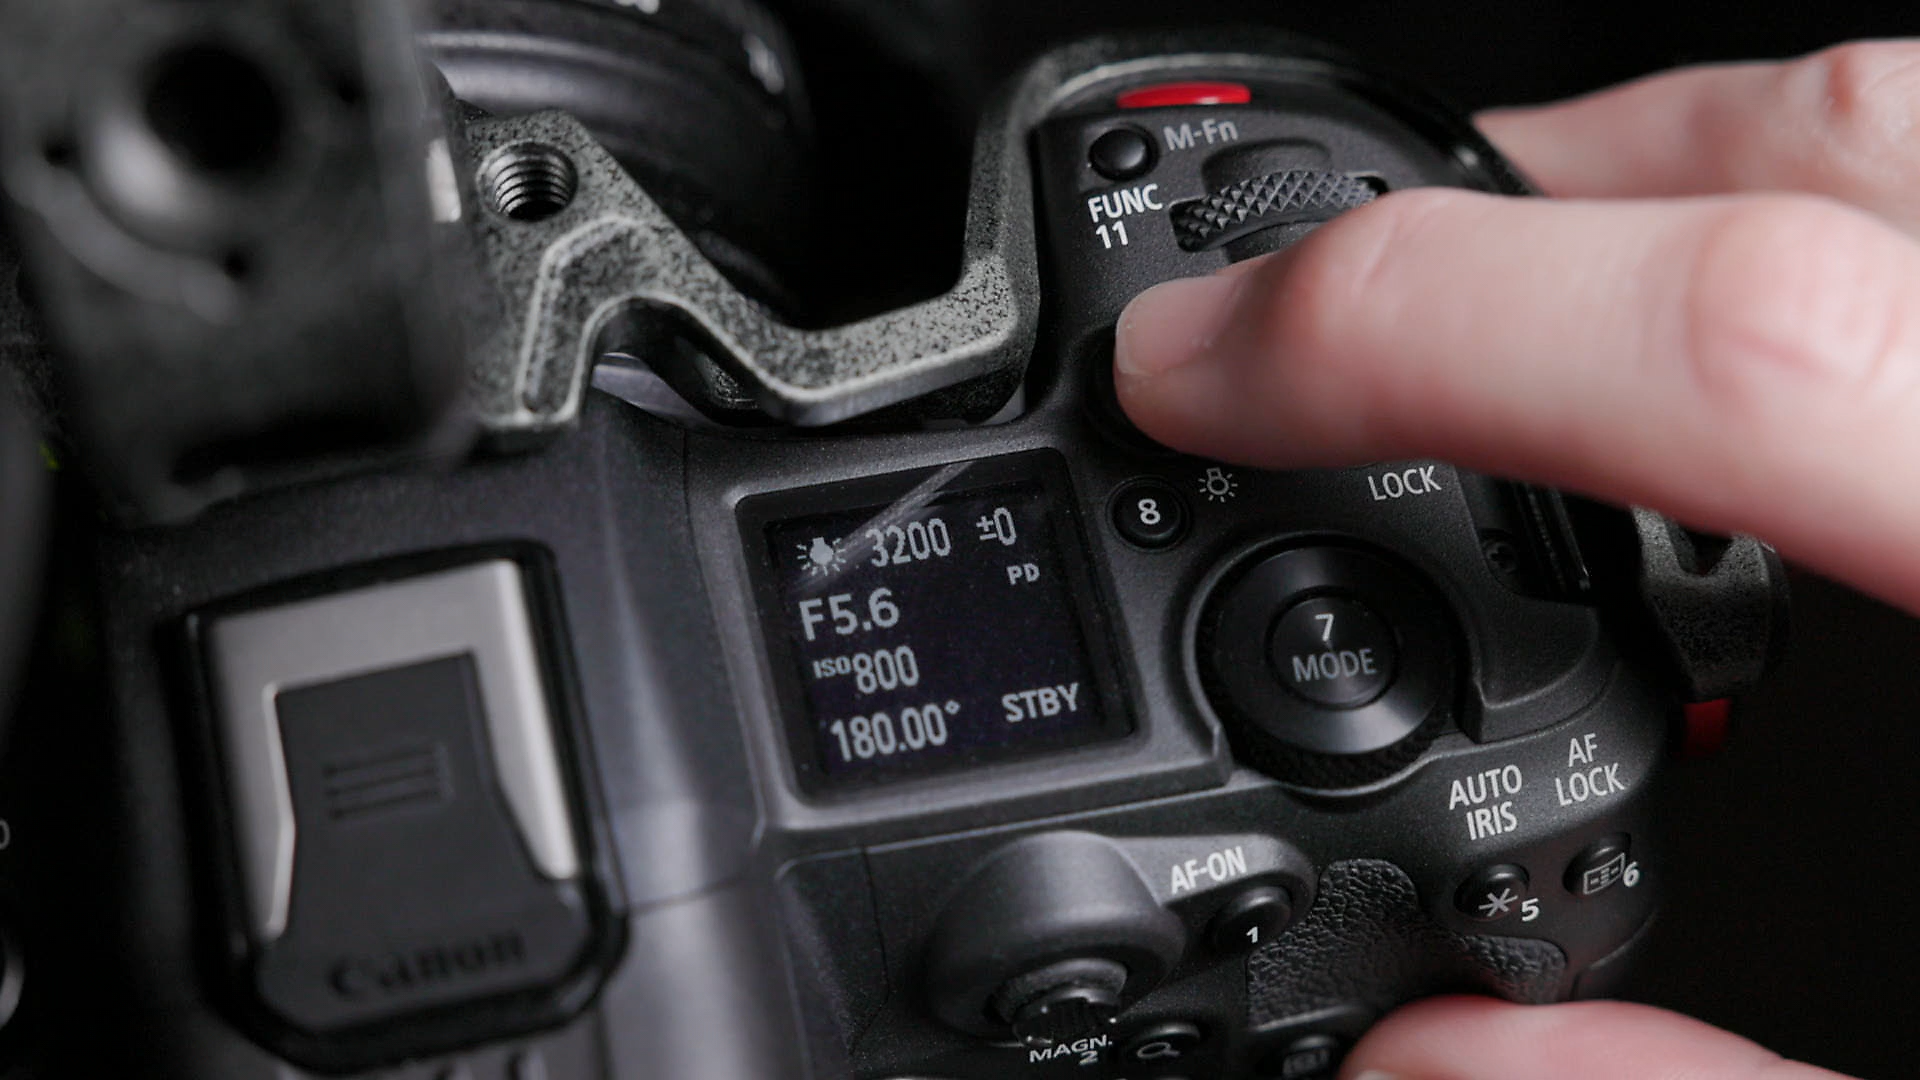 M-Fn
FUNC
11
LOCK
8
3200 ±0
PD
F5.6
ISO800
180.00° STBY
7
MODE
AUTO
IRIS
AF
LOCK
AF-ON
1
5
6
Canon
MAGN.
2